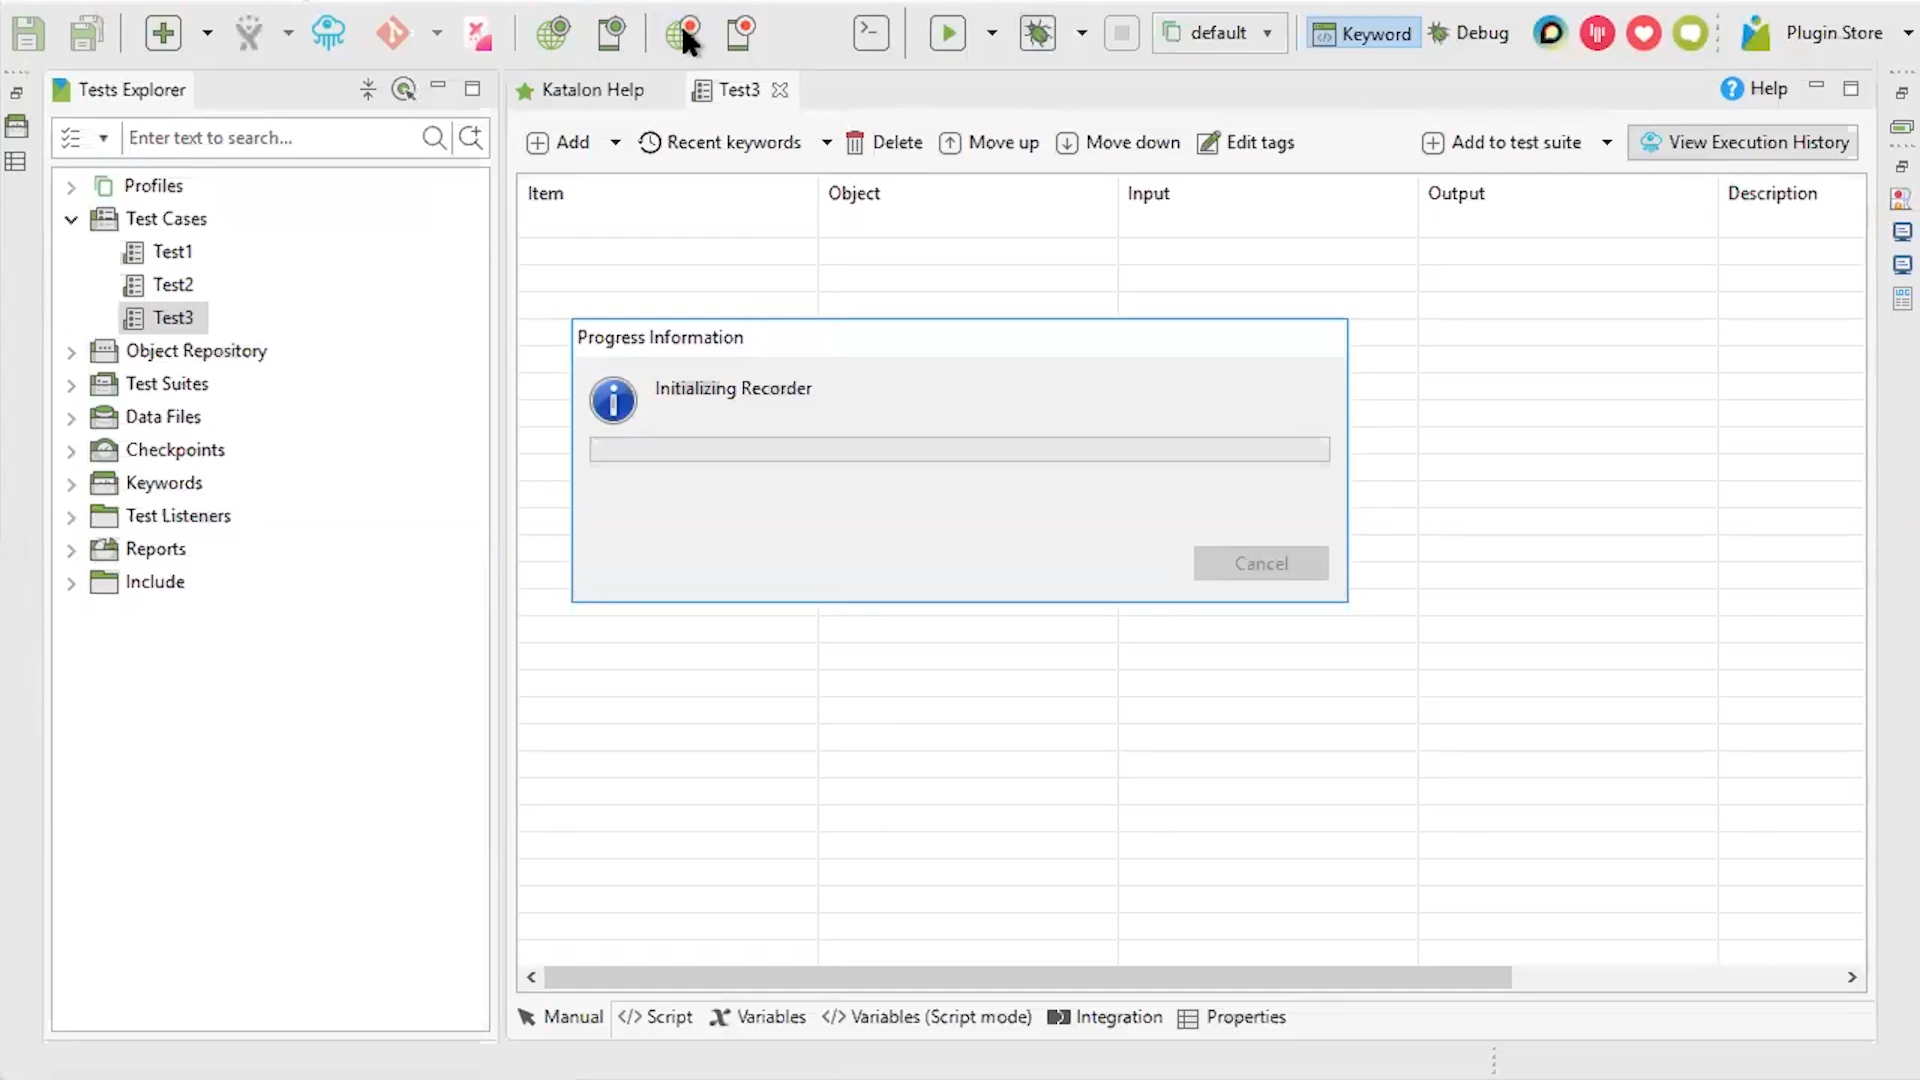 default
Keyword
Debug
Plugin Store
Tests Explorer
Katalon Help
Test3
Help
Enter text to search...
Add
Recent keywords
Delete
Move up
Move down
Edit tags
Add to test suite
View Execution History
Item
Object
Input
Output
Description
Profiles
Test Cases
Test1
Test2
Test3
Object Repository
Test Suites
Data Files
Checkpoints
Keywords
Test Listeners
Reports
Include
Progress Information
Initializing Recorder
Cancel
Manual
</> Script
Variables
</> Variables (Script mode)
Integration
Properties